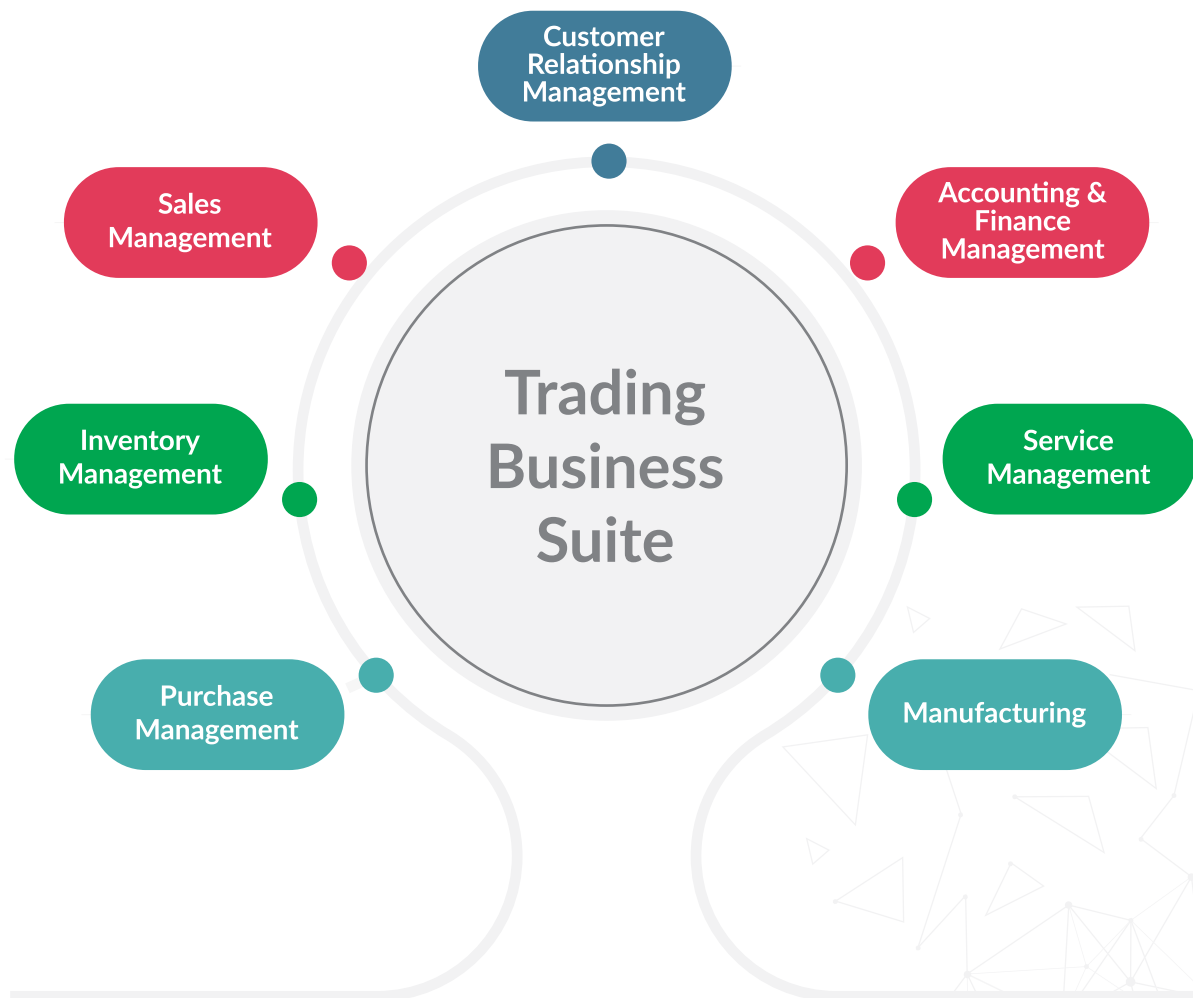 Customer
Relationship
Management
Sales
Management
Accounting &
Finance
Management
Trading
Business
Suite
Inventory
Management
Service
Management
Purchase
Management
Manufacturing